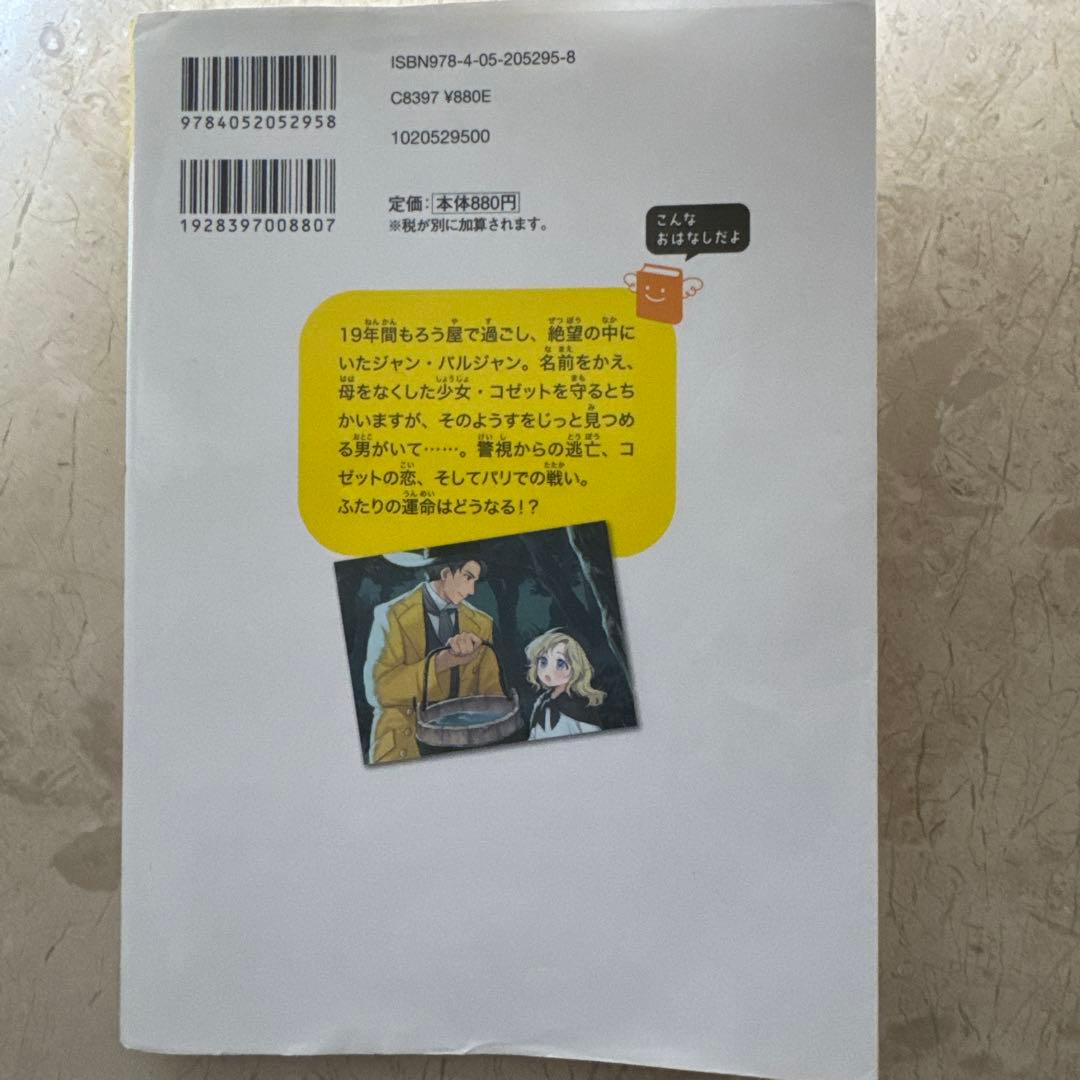 ISBN978-4-05-205295-8
9784052052958
C8397 ¥880E
1020529500
1928397008807
定価：本体880円
※税が別に加算されます。
こんな
おはなしだよ
19年間もろう屋で過ごし、絶望の中に
いたジャン・バルジャン。名前をかえ、
母をなくした少女・コゼットを守るとち
かいますが、そのようすをじっと見つめ
る男がいて……。警視からの逃亡、コ
ゼットの恋、そしてパリでの戦い。
ふたりの運命はどうなる！？